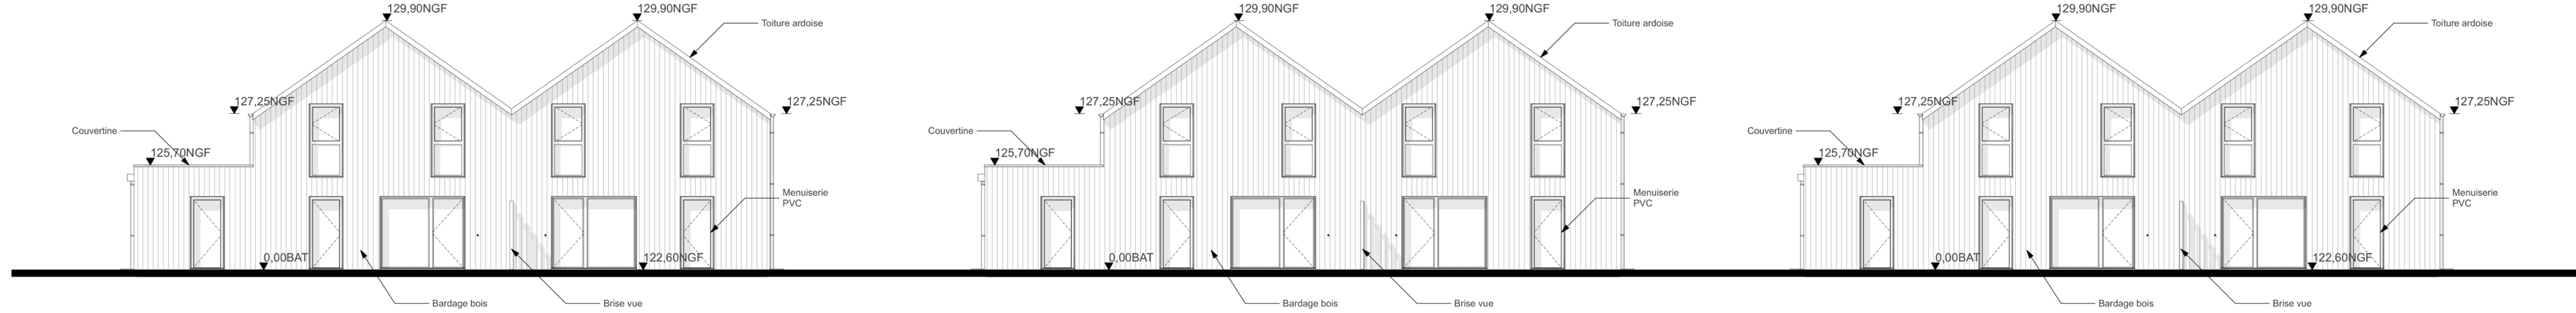 129,90NGF 129,90NGF 129,90NGF 129,90NGF 129,90NGF 129,90NGF
Toiture ardoise Toiture ardoise Toiture ardoise
127,25NGF 127,25NGF 127,25NGF 127,25NGF 127,25NGF 127,25NGF
Couvertine Couvertine Couvertine
125,70NGF 125,70NGF 125,70NGF
Menuiserie Menuiserie Menuiserie
PVC PVC PVC
0,00BAT 122,60NGF 0,00BAT 0,00BAT 122,60NGF
Bardage bois Brise vue Bardage bois Brise vue Bardage bois Brise vue